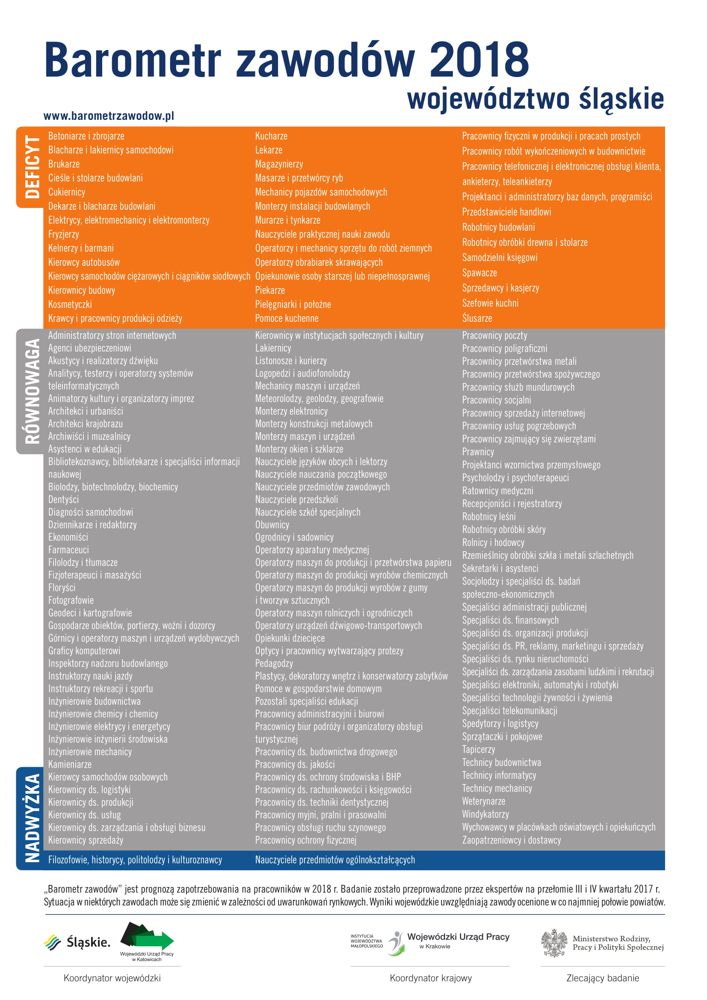 Barometr zawodów 2018
województwo śląskie
www.barometrzawodow.pl
DEFICYT
Betoniarze i zbrojarze
Blacharze i lakiernicy samochodowi
Brukarze
Cieśle i stolarze budowlani
Cukiernicy
Dekarze i blacharze budowlani
Elektrycy, elektromechanicy i elektromonterzy
Fryzjerzy
Kelnerzy i barmani
Kierowcy autobusów
Kierowcy samochodów ciężarowych i ciągników siodłowych
Kierownicy budowy
Kosmetyczki
Krawcy i pracownicy produkcji odzieży
Kucharze
Lekarze
Magazynierzy
Masarze i przetwórcy ryb
Mechanicy pojazdów samochodowych
Monterzy instalacji budowlanych
Murarze i tynkarze
Nauczyciele praktycznej nauki zawodu
Operatorzy i mechanicy sprzętu do robót ziemnych
Operatorzy obrabiarek skrawających
Opiekunowie osoby starszej lub niepełnosprawnej
Piekarze
Pielęgniarki i położne
Pomoce kuchenne
Pracownicy fizyczni w produkcji i pracach prostych
Pracownicy robót wykończeniowych w budownictwie
Pracownicy telefonicznej i elektronicznej obsługi klienta,
ankieterzy, teleankieterzy
Projektanci i administratorzy baz danych, programiści
Przedstawiciele handlowi
Robotnicy budowlani
Robotnicy obróbki drewna i stolarze
Samodzielni księgowi
Spawacze
Sprzedawcy i kasjerzy
Szefowie kuchni
Ślusarze
RÓWNOWAGA
Administratorzy stron internetowych
Agenci ubezpieczeniowi
Akustycy i realizatorzy dźwięku
Analitycy, testerzy i operatorzy systemów
teleinformatycznych
Animatorzy kultury i organizatorzy imprez
Architekci i urbaniści
Architekci krajobrazu
Archiwiści i muzealnicy
Asystenci w edukacji
Bibliotekoznawcy, bibliotekarze i specjaliści informacji
naukowej
Biolodzy, biotechnolodzy, biochemicy
Dentyści
Diagności samochodowi
Dziennikarze i redaktorzy
Ekonomiści
Farmaceuci
Filolodzy i tłumacze
Fizjoterapeuci i masażyści
Floryści
Fotografowie
Geodeci i kartografowie
Gospodarze obiektów, portierzy, woźni i dozorcy
Górnicy i operatorzy maszyn i urządzeń wydobywczych
Graficy komputerowi
Inspektorzy nadzoru budowlanego
Instruktorzy nauki jazdy
Instruktorzy rekreacji i sportu
Inżynierowie budownictwa
Inżynierowie chemicy i chemicy
Inżynierowie elektrycy i energetycy
Inżynierowie inżynierii środowiska
Inżynierowie mechanicy
Kamieniarze
Kierowcy samochodów osobowych
Kierownicy ds. logistyki
Kierownicy ds. produkcji
Kierownicy ds. usług
Kierownicy ds. zarządzania i obsługi biznesu
Kierownicy sprzedaży
Kierownicy w instytucjach społecznych i kultury
Lakiernicy
Listonosze i kurierzy
Logopedzi i audiofonolodzy
Mechanicy maszyn i urządzeń
Meteorolodzy, geolodzy, geografowie
Monterzy elektronicy
Monterzy konstrukcji metalowych
Monterzy maszyn i urządzeń
Monterzy okien i szklarze
Nauczyciele języków obcych i lektorzy
Nauczyciele nauczania początkowego
Nauczyciele przedmiotów zawodowych
Nauczyciele przedszkoli
Nauczyciele szkół specjalnych
Obuwnicy
Ogrodnicy i sadownicy
Operatorzy aparatury medycznej
Operatorzy maszyn do produkcji i przetwórstwa papieru
Operatorzy maszyn do produkcji wyrobów chemicznych
Operatorzy maszyn do produkcji wyrobów z gumy
i tworzyw sztucznych
Operatorzy maszyn rolniczych i ogrodniczych
Operatorzy urządzeń dźwigowo-transportowych
Opiekunki dziecięce
Optycy i pracownicy wytwarzający protezy
Pedagodzy
Plastycy, dekoratorzy wnętrz i konserwatorzy zabytków
Pomoce w gospodarstwie domowym
Pozostali specjaliści edukacji
Pracownicy administracyjni i biurowi
Pracownicy biur podróży i organizatorzy obsługi
turystycznej
Pracownicy ds. budownictwa drogowego
Pracownicy ds. jakości
Pracownicy ds. ochrony środowiska i BHP
Pracownicy ds. rachunkowości i księgowości
Pracownicy ds. techniki dentystycznej
Pracownicy myjni, pralni i prasowalni
Pracownicy obsługi ruchu szynowego
Pracownicy ochrony fizycznej
Pracownicy poczty
Pracownicy poligraficzni
Pracownicy przetwórstwa metali
Pracownicy przetwórstwa spożywczego
Pracownicy służb mundurowych
Pracownicy socjalni
Pracownicy sprzedaży internetowej
Pracownicy usług pogrzebowych
Pracownicy zajmujący się zwierzętami
Prawnicy
Projektanci wzornictwa przemysłowego
Psycholodzy i psychoterapeuci
Ratownicy medyczni
Recepcjoniści i rejestratorzy
Robotnicy leśni
Robotnicy obróbki skóry
Rolnicy i hodowcy
Rzemieślnicy obróbki szkła i metali szlachetnych
Sekretarki i asystenci
Socjolodzy i specjaliści ds. badań
społeczno-ekonomicznych
Specjaliści administracji publicznej
Specjaliści ds. finansowych
Specjaliści ds. organizacji produkcji
Specjaliści ds. PR, reklamy, marketingu i sprzedaży
Specjaliści ds. rynku nieruchomości
Specjaliści ds. zarządzania zasobami ludzkimi i rekrutacji
Specjaliści elektroniki, automatyki i robotyki
Specjaliści technologii żywności i żywienia
Specjaliści telekomunikacji
Spedytorzy i logistycy
Sprzątaczki i pokojowe
Tapicerzy
Technicy budownictwa
Technicy informatycy
Technicy mechanicy
Weterynarze
Windykatorzy
Wychowawcy w placówkach oświatowych i opiekuńczych
Zaopatrzeniowcy i dostawcy
NADWYŻKA
Filozofowie, historycy, politolodzy i kulturoznawcy
Nauczyciele przedmiotów ogólnokształcących
„Barometr zawodów” jest prognozą zapotrzebowania na pracowników w 2018 r. Badanie zostało przeprowadzone przez ekspertów na przełomie III i IV kwartału 2017 r.
Sytuacja w niektórych zawodach może się zmienić w zależności od uwarunkowań rynkowych. Wyniki wojewódzkie uwzględniają zawody ocenione w co najmniej połowie powiatów.
Śląskie.
Wojewódzki Urząd Pracy
w Katowicach
Koordynator wojewódzki
INSTYTUCJA
WOJEWÓDZTWA
MAŁOPOLSKIEGO
Wojewódzki Urząd Pracy
w Krakowie
Koordynator krajowy
Ministerstwo Rodziny,
Pracy i Polityki Społecznej
Zlecający badanie